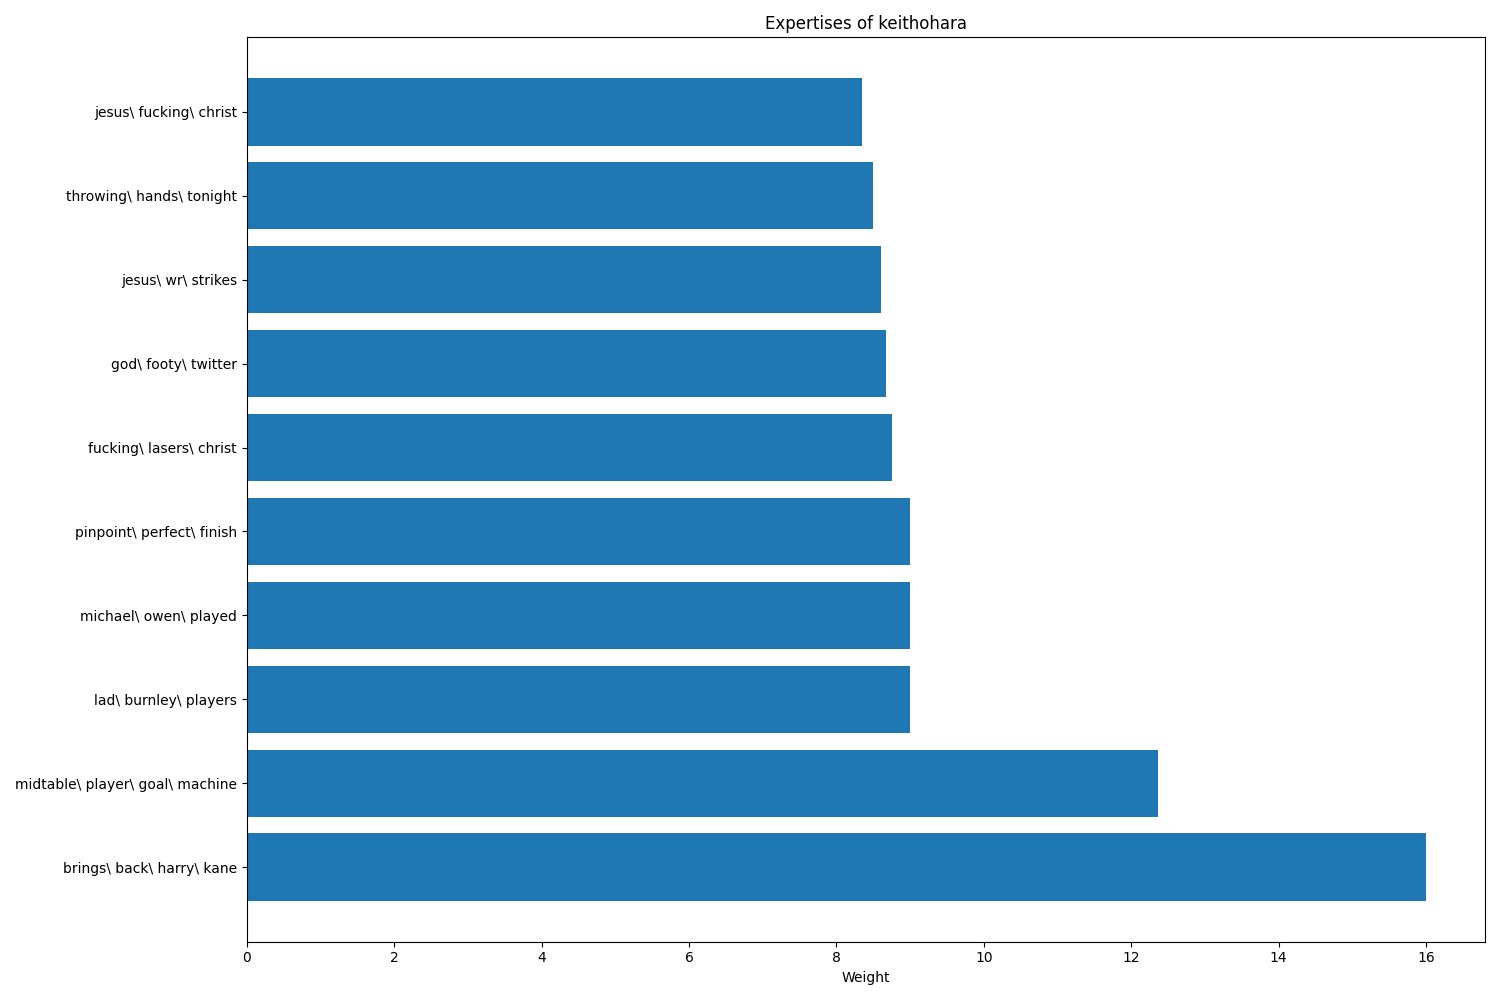 Expertises of keithohara
jesus\ fucking\ christ
throwing\ hands\ tonight
jesus\ wr\ strikes
god\ footy\ twitter
fucking\ lasers\ christ
pinpoint\ perfect\ finish
michael\ owen\ played
lad\ burnley\ players
midtable\ player\ goal\ machine
brings\ back\ harry\ kane
0 2 4 6 8 10 12 14 16
Weight